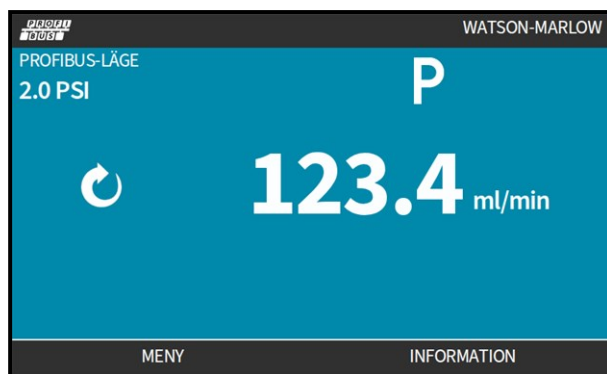 PROFI
BUS
WATSON-MARLOW
PROFIBUS-LÄGE
2.0 PSI
P
123.4 ml/min
MENY
INFORMATION